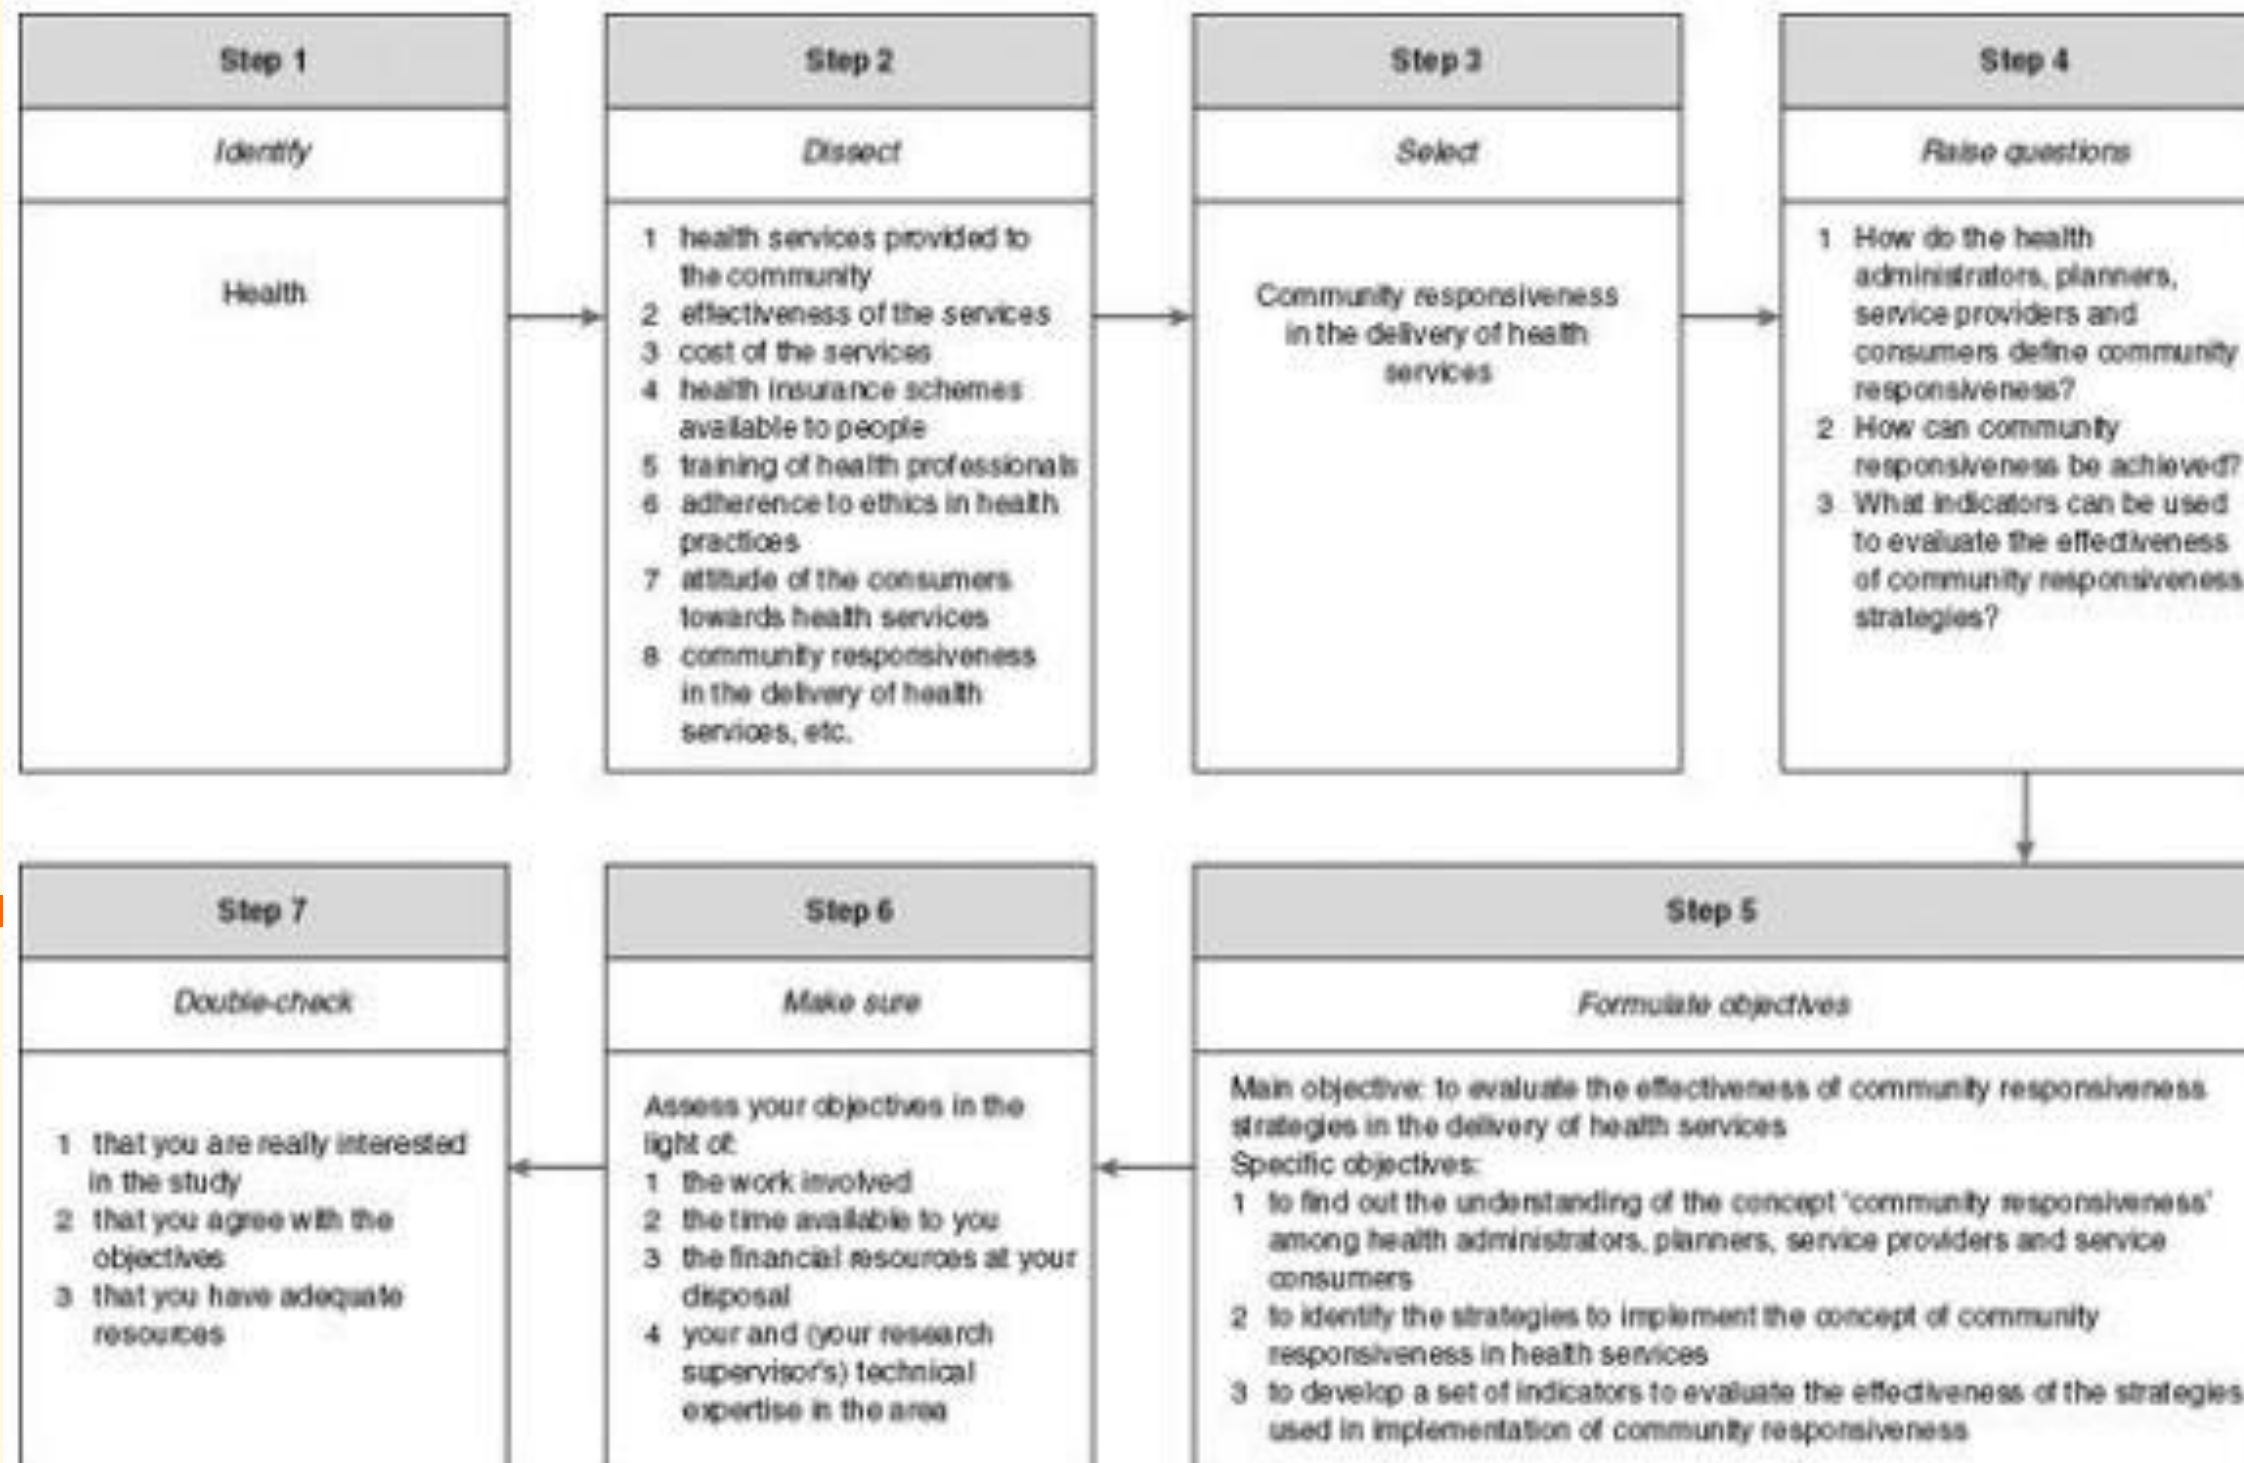 Step 1
Identify
Health
Step 2
Dissect
1 health services provided to
the community
2 effectiveness of the services
3 cost of the services
4 health insurance schemes
available to people
5 training of health professionals
6 adherence to ethics in health
practices
7 attitude of the consumers
towards health services
8 community responsiveness
in the delivery of health
services, etc.
Step 3
Select
Community responsiveness
in the delivery of health
services
Step 4
Raise questions
1 How do the health
administrators, planners,
service providers and
consumers define community
responsiveness?
2 How can community
responsiveness be achieved?
3 What indicators can be used
to evaluate the effectiveness
of community responsiveness
strategies?
Step 5
Formulate objectives
Main objective: to evaluate the effectiveness of community responsiveness
strategies in the delivery of health services
Specific objectives:
1 to find out the understanding of the concept 'community responsiveness'
among health administrators, planners, service providers and service
consumers
2 to identify the strategies to implement the concept of community
responsiveness in health services
3 to develop a set of indicators to evaluate the effectiveness of the strategies
used in implementation of community responsiveness
Step 6
Make sure
Assess your objectives in the
light of:
1 the work involved
2 the time available to you
3 the financial resources at your
disposal
4 your and (your research
supervisor's) technical
expertise in the area
Step 7
Double-check
1 that you are really interested
in the study
2 that you agree with the
objectives
3 that you have adequate
resources